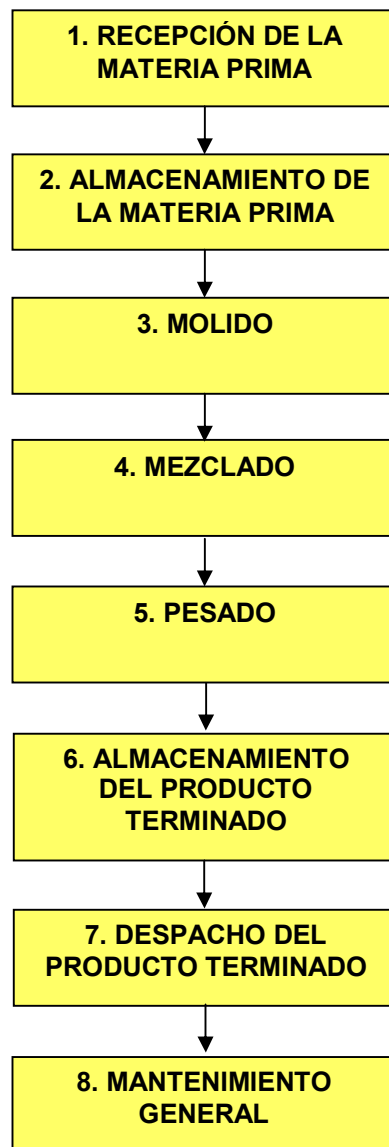 1. RECEPCIÓN DE LA
MATERIA PRIMA
2. ALMACENAMIENTO DE
LA MATERIA PRIMA
3. MOLIDO
4. MEZCLADO
5. PESADO
6. ALMACENAMIENTO
DEL PRODUCTO
TERMINADO
7. DESPACHO DEL
PRODUCTO TERMINADO
8. MANTENIMIENTO
GENERAL